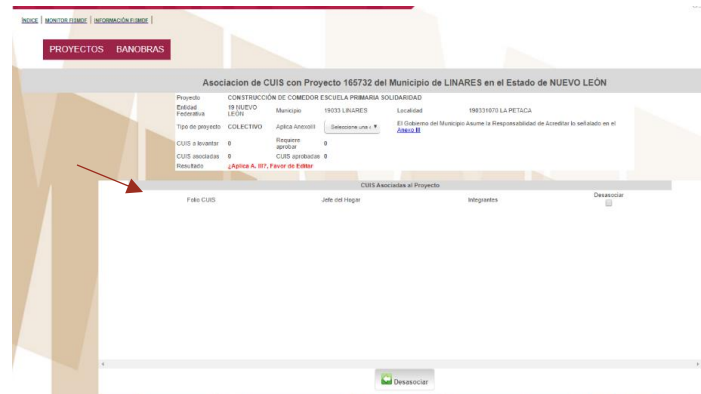 ÍNDICE | MONITOR FISMDF | INFORMACIÓN FISMDF |
PROYECTOS BANOBRAS
Asociacion de CUIS con Proyecto 165732 del Municipio de LINARES en el Estado de NUEVO LEÓN
Proyecto CONSTRUCCIÓN DE COMEDOR ESCUELA PRIMARIA SOLIDARIDAD
Entidad Federativa 19 NUEVO LEÓN Municipio 19033 LINARES Localidad 190331070 LA PETACA
Tipo de proyecto COLECTIVO Aplica AnexoIII Seleccione una El Gobierno del Municipio Asume la Responsabilidad de Acreditar lo señalado en el
Anexo III
CUIS a levantar 0 Requiere aprobar 0
CUIS asociadas 0 CUIS aprobadas 0
Resultado ¿Aplica A. III?, Favor de Editar
CUIS Asociadas al Proyecto
Folio CUIS Jefe del Hogar Integrantes Desasociar
Desasociar